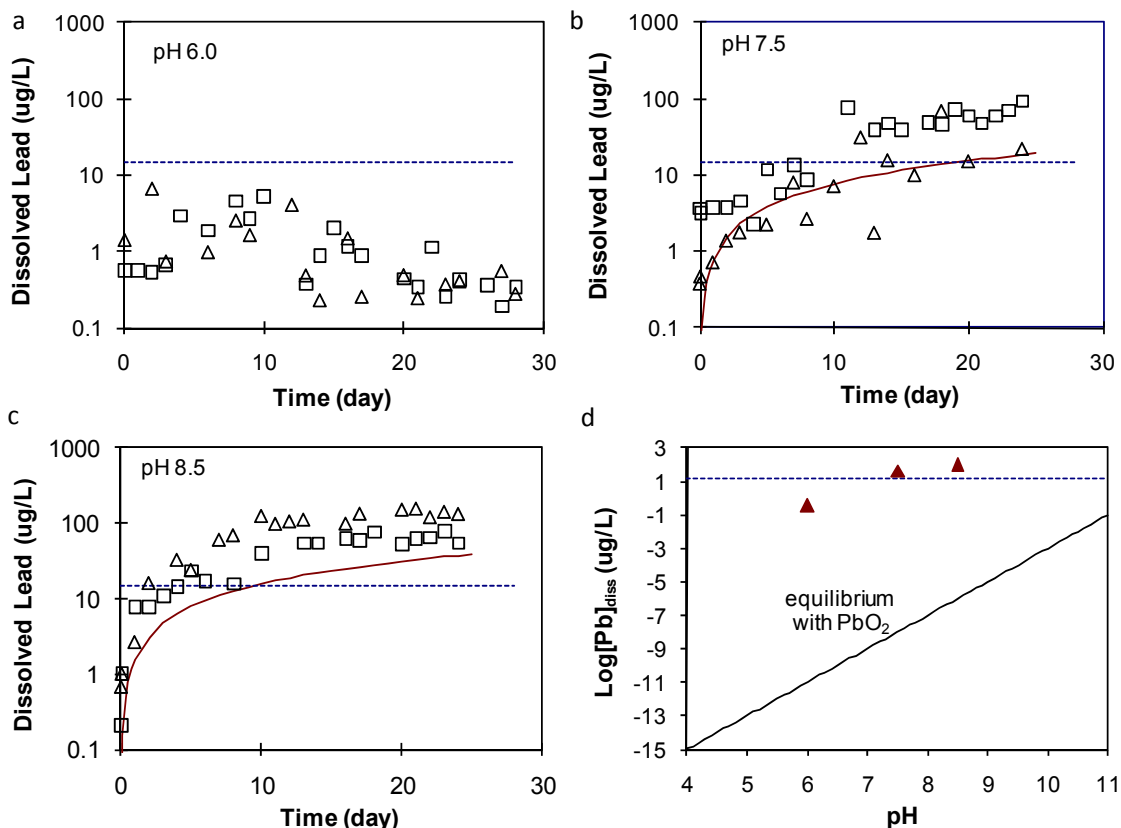 a
pH 6.0
Dissolved Lead (ug/L)
1000
100
10
1
0.1
0
10
20
30
Time (day)
b
pH 7.5
Dissolved Lead (ug/L)
1000
100
10
1
0.1
0
10
20
30
Time (day)
c
pH 8.5
Dissolved Lead (ug/L)
1000
100
10
1
0.1
0
10
20
30
Time (day)
d
Log[Pb]diss (ug/L)
3
1
-1
-3
-5
-7
-9
-11
-13
-15
equilibrium
with PbO2
4
5
6
7
8
9
10
11
pH